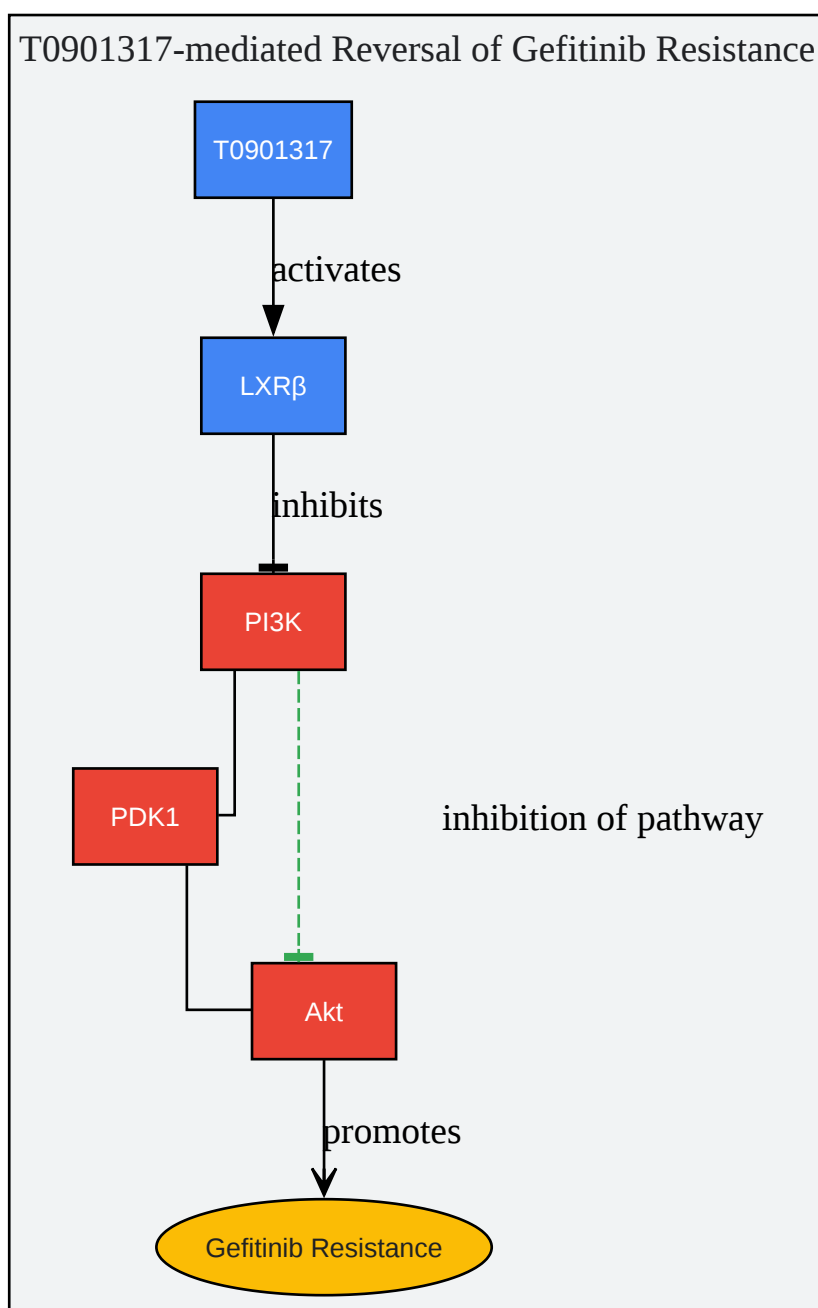 T0901317-mediated Reversal of Gefitinib Resistance
T0901317
activates
LXRβ
inhibits
PI3K
PDK1
inhibition of pathway
Akt
promotes
Gefitinib Resistance